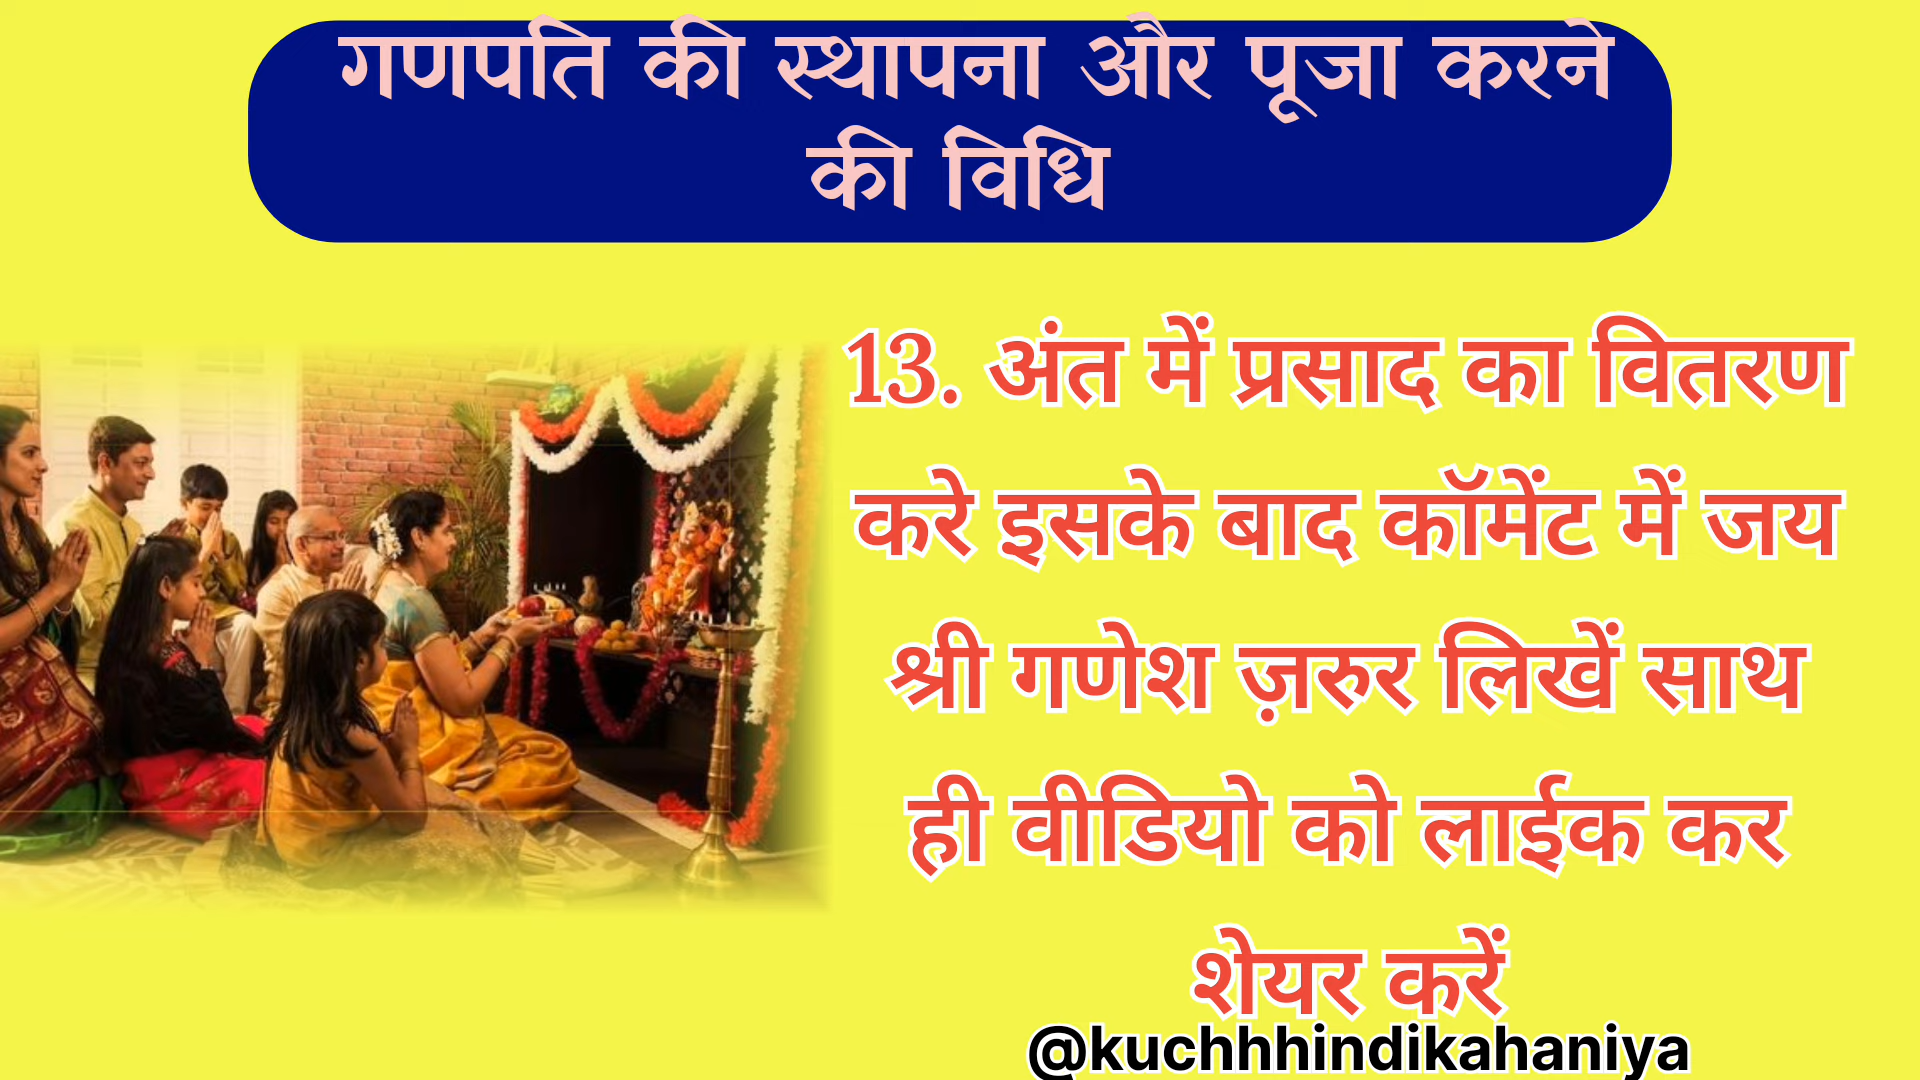 गणपति की स्थापना और पूजा करने
की विधि
13. अंत में प्रसाद का वितरण
करे इसके बाद कॉमेंट में जय
श्री गणेश ज़रुर लिखें साथ
ही वीडियो को लाईक कर
शेयर करें
@kuchhhindikahaniya